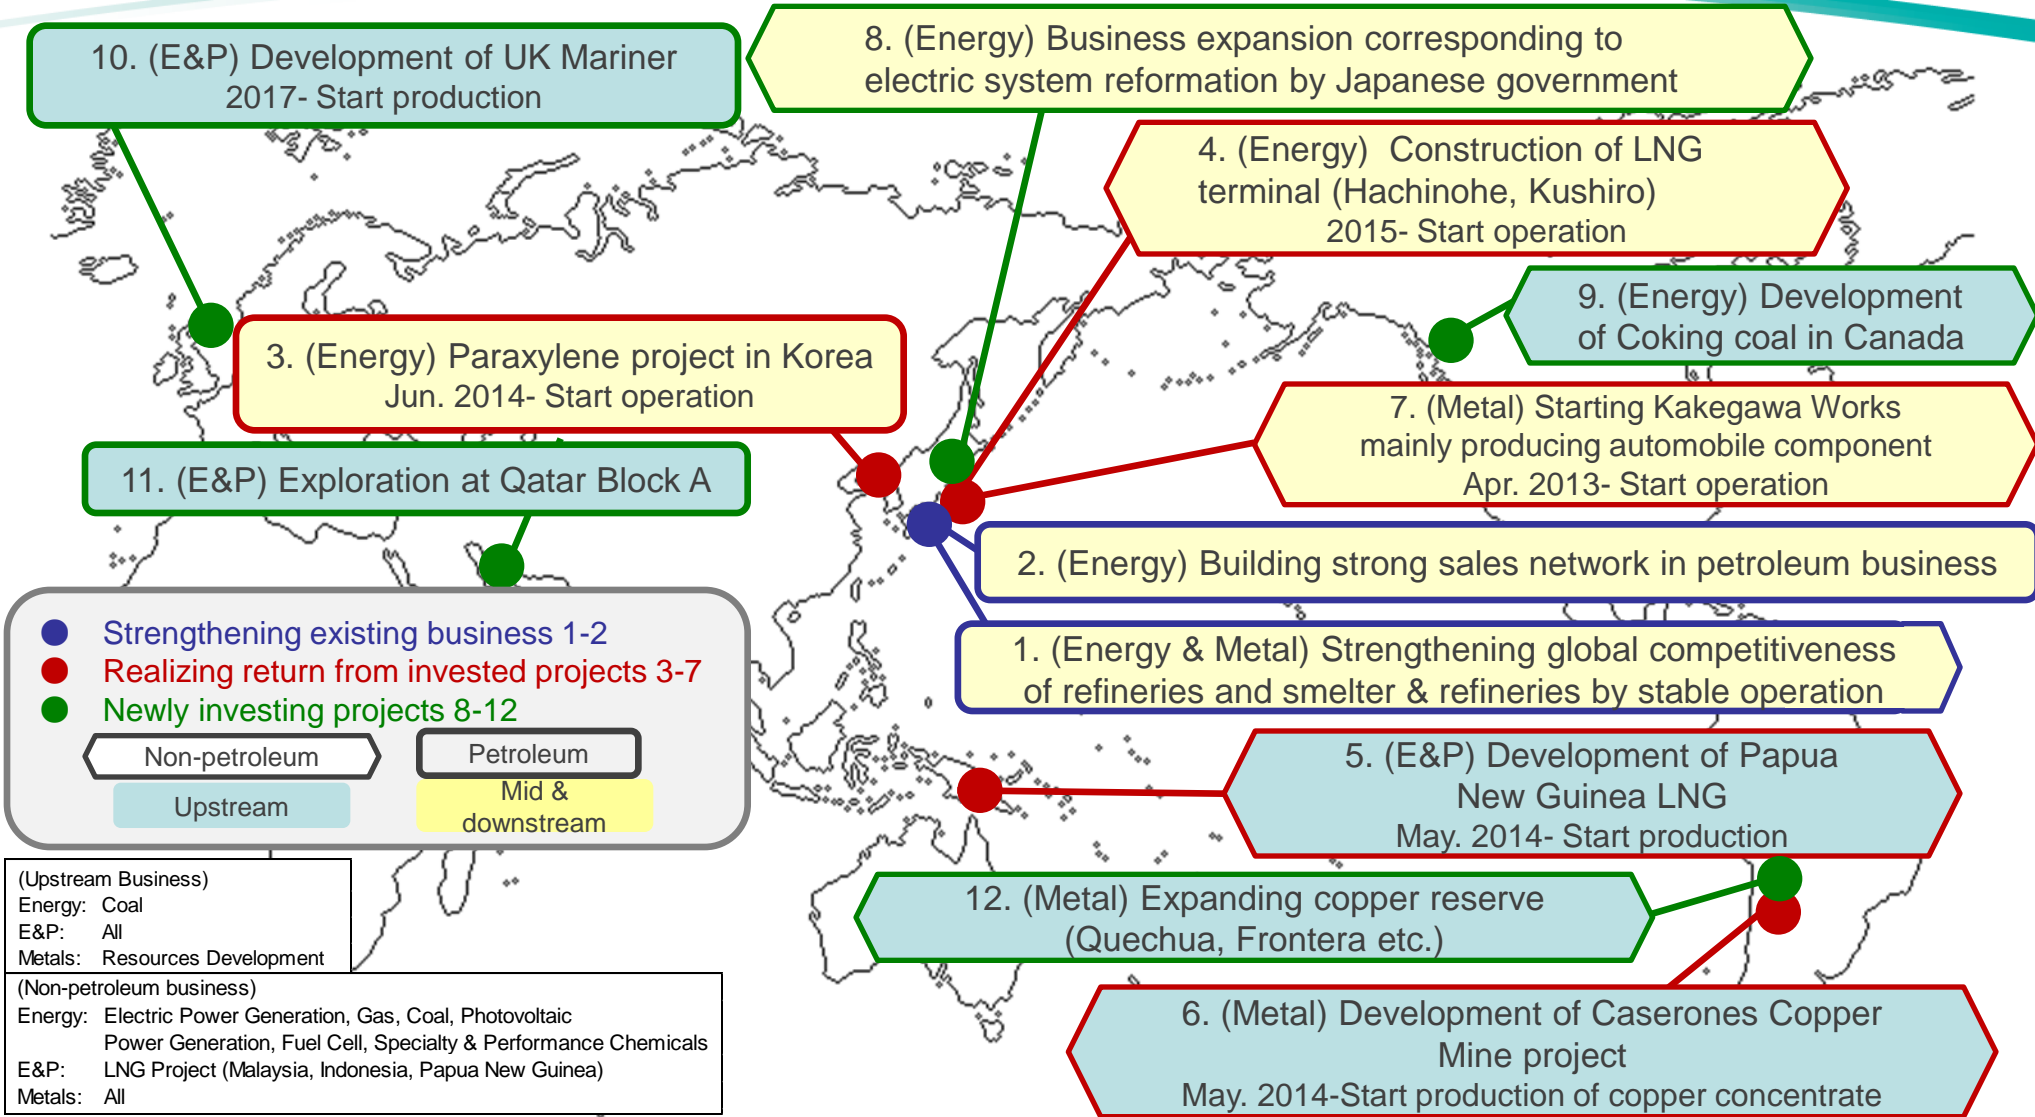 10. (E&P) Development of UK Mariner
2017- Start production
8. (Energy) Business expansion corresponding to
electric system reformation by Japanese government
4. (Energy) Construction of LNG
terminal (Hachinohe, Kushiro)
2015- Start operation
9. (Energy) Development
of Coking coal in Canada
3. (Energy) Paraxylene project in Korea
Jun. 2014- Start operation
7. (Metal) Starting Kakegawa Works
mainly producing automobile component
Apr. 2013- Start operation
11. (E&P) Exploration at Qatar Block A
2. (Energy) Building strong sales network in petroleum business
1. (Energy & Metal) Strengthening global competitiveness
of refineries and smelter & refineries by stable operation
Strengthening existing business 1-2
Realizing return from invested projects 3-7
Newly investing projects 8-12
Non-petroleum
Petroleum
Upstream
Mid &
downstream
5. (E&P) Development of Papua
New Guinea LNG
May. 2014- Start production
12. (Metal) Expanding copper reserve
(Quechua, Frontera etc.)
6. (Metal) Development of Caserones Copper
Mine project
May. 2014-Start production of copper concentrate
(Upstream Business)
Energy: Coal
E&P: All
Metals: Resources Development
(Non-petroleum business)
Energy: Electric Power Generation, Gas, Coal, Photovoltaic
Power Generation, Fuel Cell, Specialty & Performance Chemicals
E&P: LNG Project (Malaysia, Indonesia, Papua New Guinea)
Metals: All